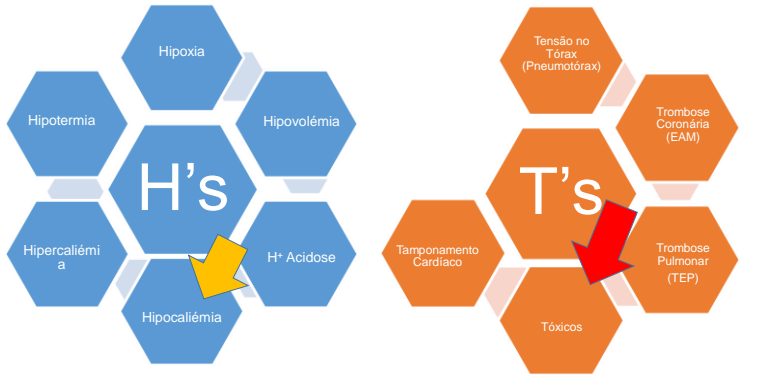 Hipoxia
Hipotermia
Hipovolémia
H's
Hipercaliémi
a
H⁺ Acidose
Hipocaliémia
Tensão no
Tórax
(Pneumotórax)
Trombose
Coronária
(EAM)
T's
Tamponamento
Cardíaco
Trombose
Pulmonar
(TEP)
Tóxicos